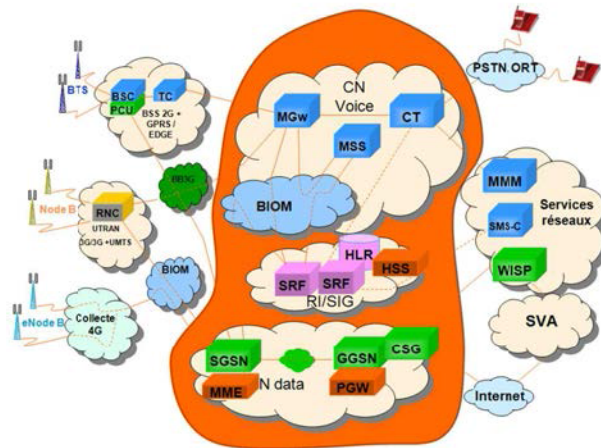 BTS
BSC
PCU
TC
BSS 2G +
GPRS /
EDGE
Node B
RNC
UTRAN
3G/3G +UMTS
BIOM
eNode B
Collecte
4G
CN
Voice
MGw
CT
MSS
BIOM
HLR
HSS
SRF
SRF
RI/SIG
SGSN
MME
GGSN
CSG
PGW
N data
PSTN, ORT
MMM
Services
réseaux
SMS-C
WISP
SVA
Internet